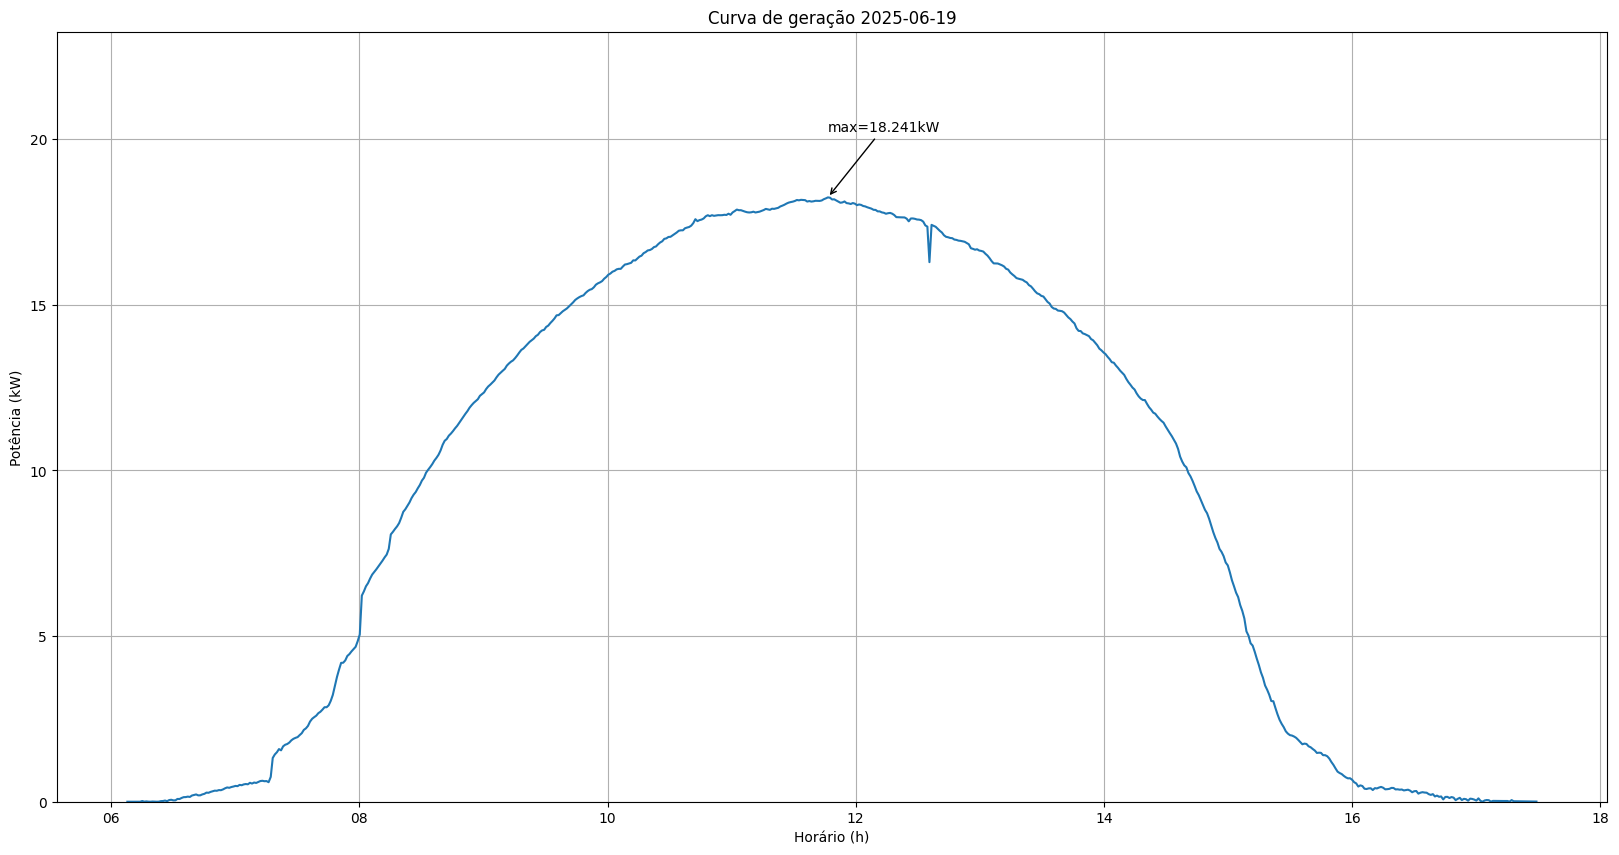 Curva de geração 2025-06-19
max=18.241kW
20
15
10
5
0
Potência (kW)
06 08 10 12 14 16 18
Horário (h)